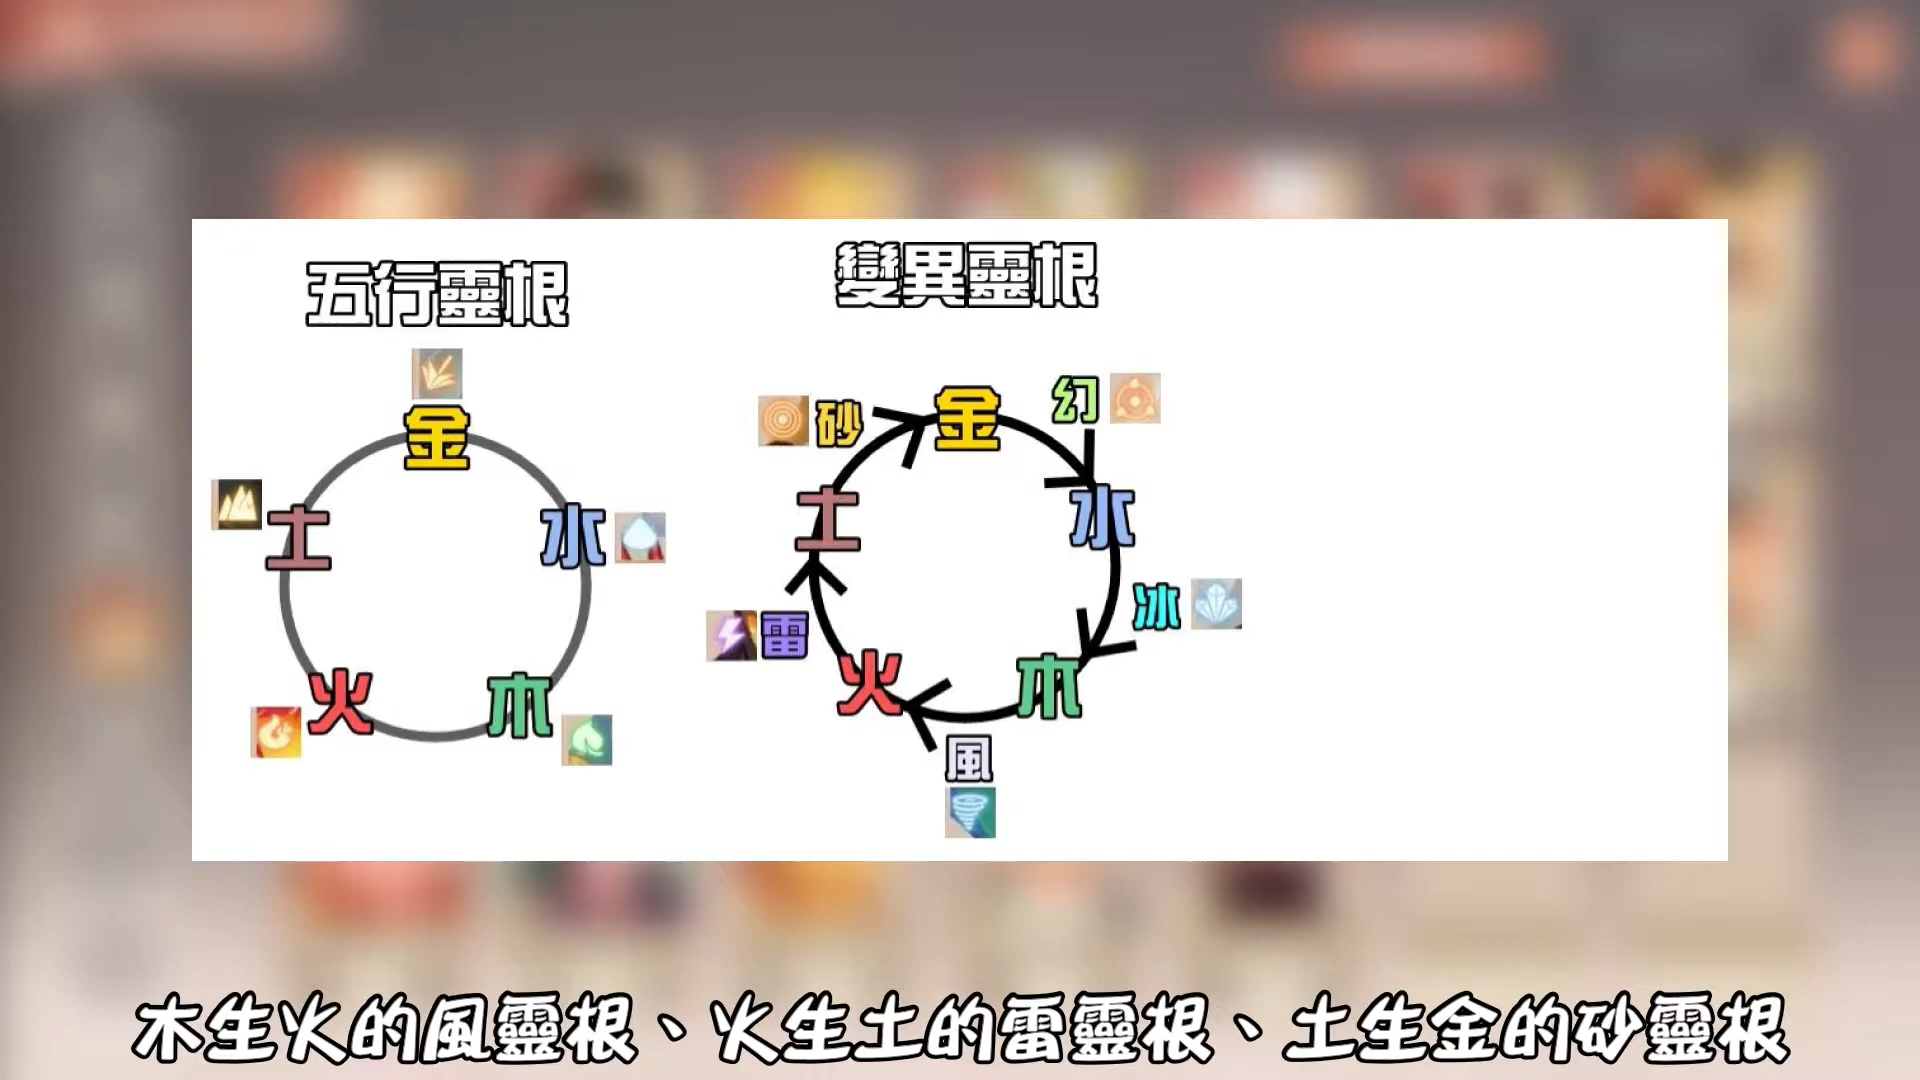 五行靈根
變異靈根
金
土
水
火
木
砂
金
幻
土
水
雷
冰
火
木
風
木生火的風靈根、火生土的雷靈根、土生金的砂靈根